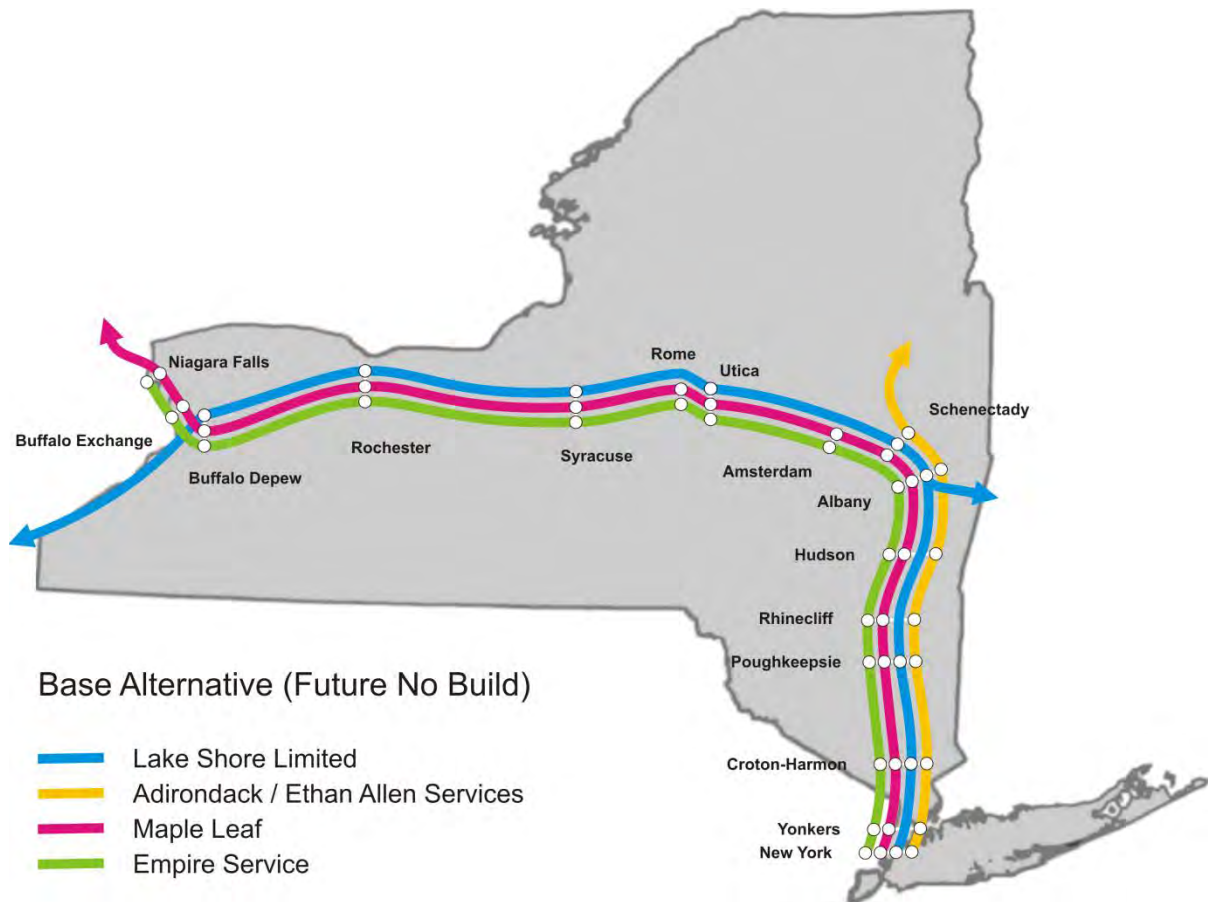 Niagara Falls
Rome
Utica
Schenectady
Buffalo Exchange
Buffalo Depew
Rochester
Syracuse
Amsterdam
Albany
Hudson
Rhinecliff
Poughkeepsie
Croton-Harmon
Yonkers
New York
Base Alternative (Future No Build)
Lake Shore Limited
Adirondack / Ethan Allen Services
Maple Leaf
Empire Service